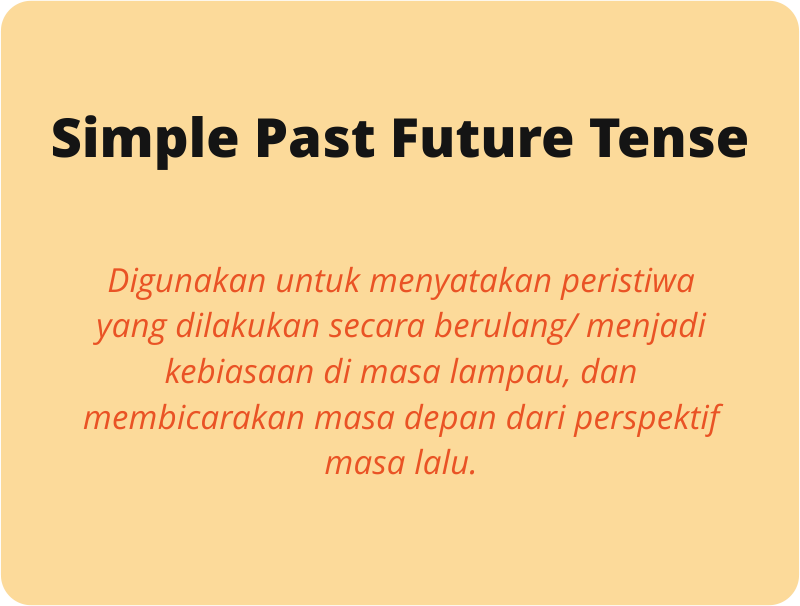 Simple Past Future Tense
Digunakan untuk menyatakan peristiwa
yang dilakukan secara berulang/ menjadi
kebiasaan di masa lampau, dan
membicarakan masa depan dari perspektif
masa lalu.